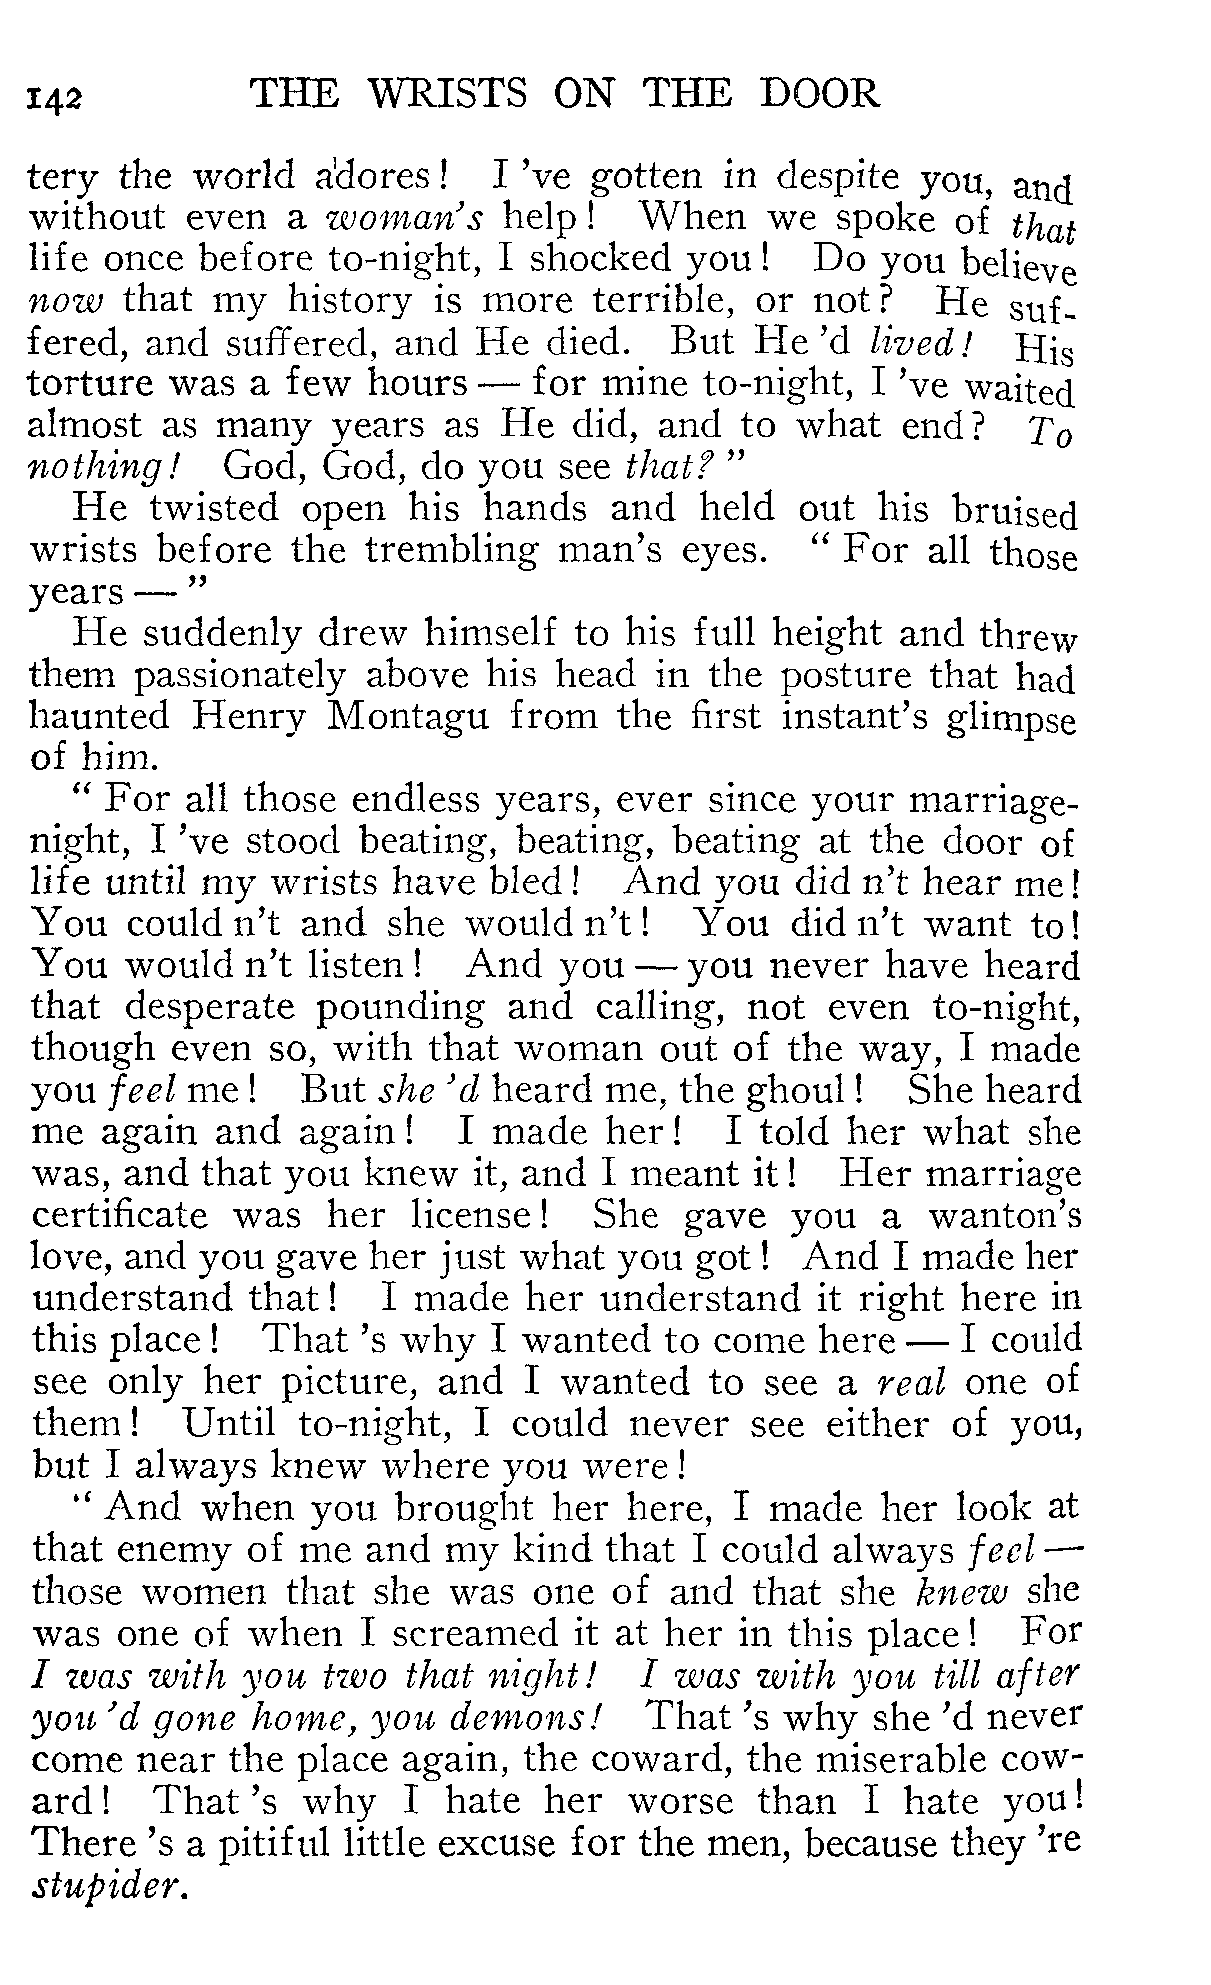 142 THE WRISTS ON THE DOOR
tery the world adores! I 've gotten in despite you, and
without even a woman's help! When we spoke of that
life once before to-night, I shocked you! Do you believe
now that my history is more terrible, or not? He suf-
fered, and suffered, and He died. But He 'd lived! His
torture was a few hours — for mine to-night, I 've waited
almost as many years as He did, and to what end? To
nothing! God, God, do you see that? "
He twisted open his hands and held out his bruised
wrists before the trembling man's eyes. " For all those
years — "
He suddenly drew himself to his full height and threw
them passionately above his head in the posture that had
haunted Henry Montagu from the first instant's glimpse
of him.
" For all those endless years, ever since your marriage-
night, I 've stood beating, beating, beating at the door of
life until my wrists have bled! And you did n't hear me!
You could n't and she would n't! You did n't want to!
You would n't listen! And you — you never have heard
that desperate pounding and calling, not even to-night,
though even so, with that woman out of the way, I made
you feel me! But she 'd heard me, the ghoul! She heard
me again and again! I made her! I told her what she
was, and that you knew it, and I meant it! Her marriage
certificate was her license! She gave you a wanton's
love, and you gave her just what you got! And I made her
understand that! I made her understand it right here in
this place! That 's why I wanted to come here — I could
see only her picture, and I wanted to see a real one of
them! Until to-night, I could never see either of you,
but I always knew where you were!
" And when you brought her here, I made her look at
that enemy of me and my kind that I could always feel —
those women that she was one of and that she knew she
was one of when I screamed it at her in this place! For
I was with you two that night! I was with you till after
you 'd gone home, you demons! That 's why she 'd never
come near the place again, the coward, the miserable cow-
ard! That 's why I hate her worse than I hate you!
There 's a pitiful little excuse for the men, because they 're
stupider.